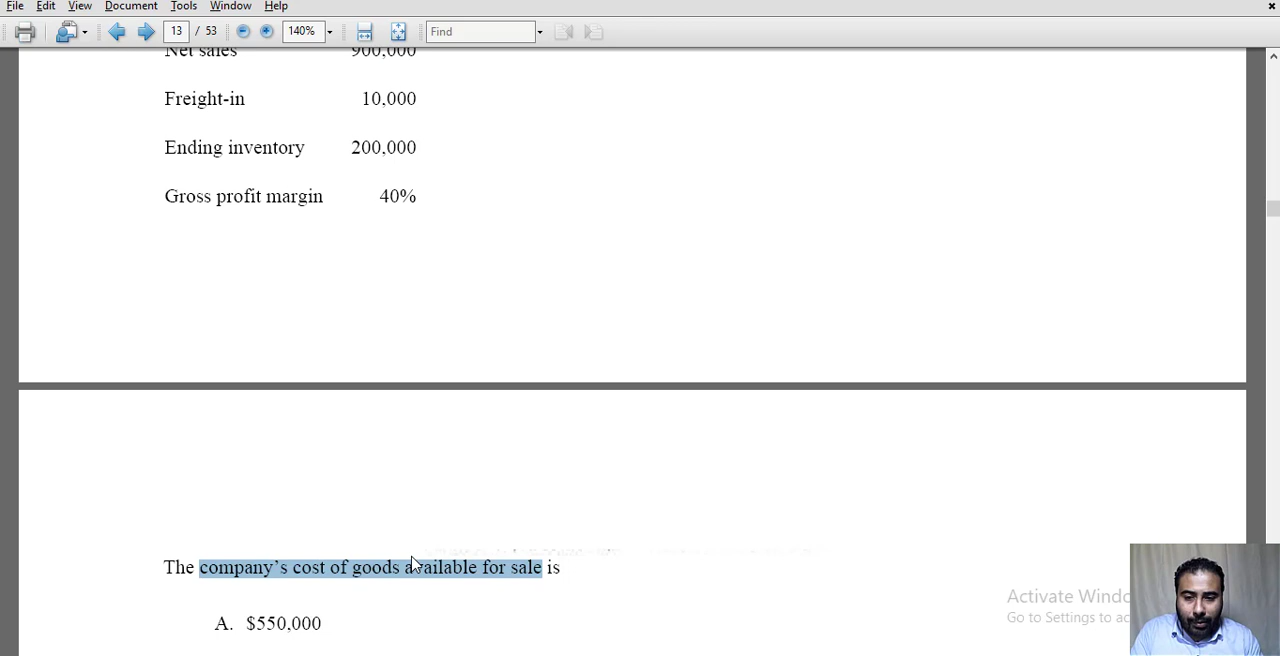 File Edit View Document Tools Window Help
13 / 53 140% Find
Net sales 900,000
Freight-in 10,000
Ending inventory 200,000
Gross profit margin 40%
The company’s cost of goods available for sale is
A. $550,000
Activate Windo
Go to Settings to ac